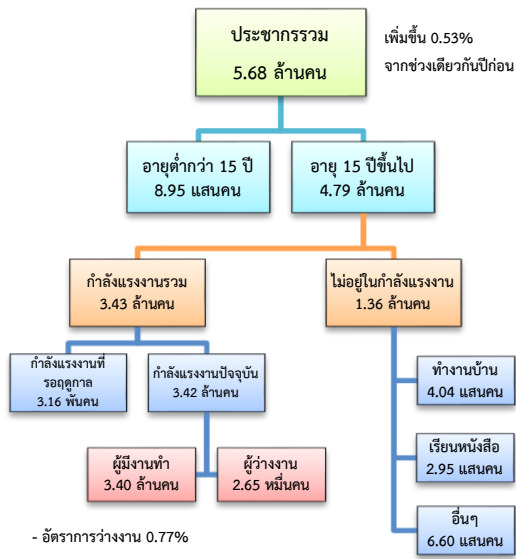 ประชากรรวม
5.68 ล้านคน
เพิ่มขึ้น 0.53%
จากช่วงเดียวกันปีก่อน
อายุต่ำกว่า 15 ปี
8.95 แสนคน
อายุ 15 ปีขึ้นไป
4.79 ล้านคน
กำลังแรงงานรวม
3.43 ล้านคน
ไม่อยู่ในกำลังแรงงาน
1.36 ล้านคน
กำลังแรงงานที่
รอฤดูกาล
3.16 พันคน
กำลังแรงงานปัจจุบัน
3.42 ล้านคน
ทำงานบ้าน
4.04 แสนคน
ผู้มีงานทำ
3.40 ล้านคน
ผู้ว่างงาน
2.65 หมื่นคน
เรียนหนังสือ
2.95 แสนคน
อื่นๆ
6.60 แสนคน
- อัตราการว่างงาน 0.77%